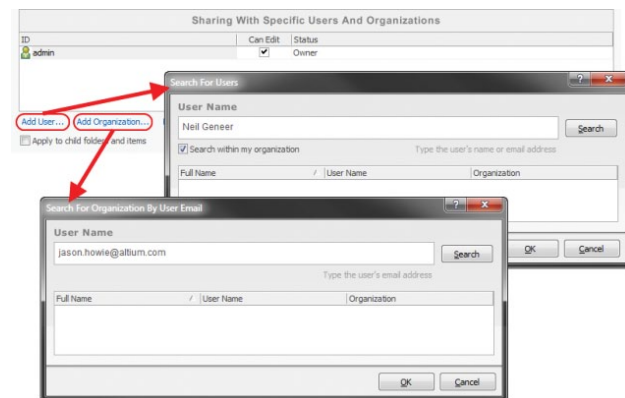 Sharing With Specific Users And Organizations
ID Can Edit Status
admin Owner
Search For Users
User Name
Neil Geneer
Search
Search within my organization Type the user's name or email address
Full Name / User Name Organization
Add User... Add Organization...
Apply to child folders and items
OK Cancel
Search For Organization By User Email
User Name
jason.howie@altium.com
Search
Type the user's email address
Full Name / User Name Organization
OK Cancel